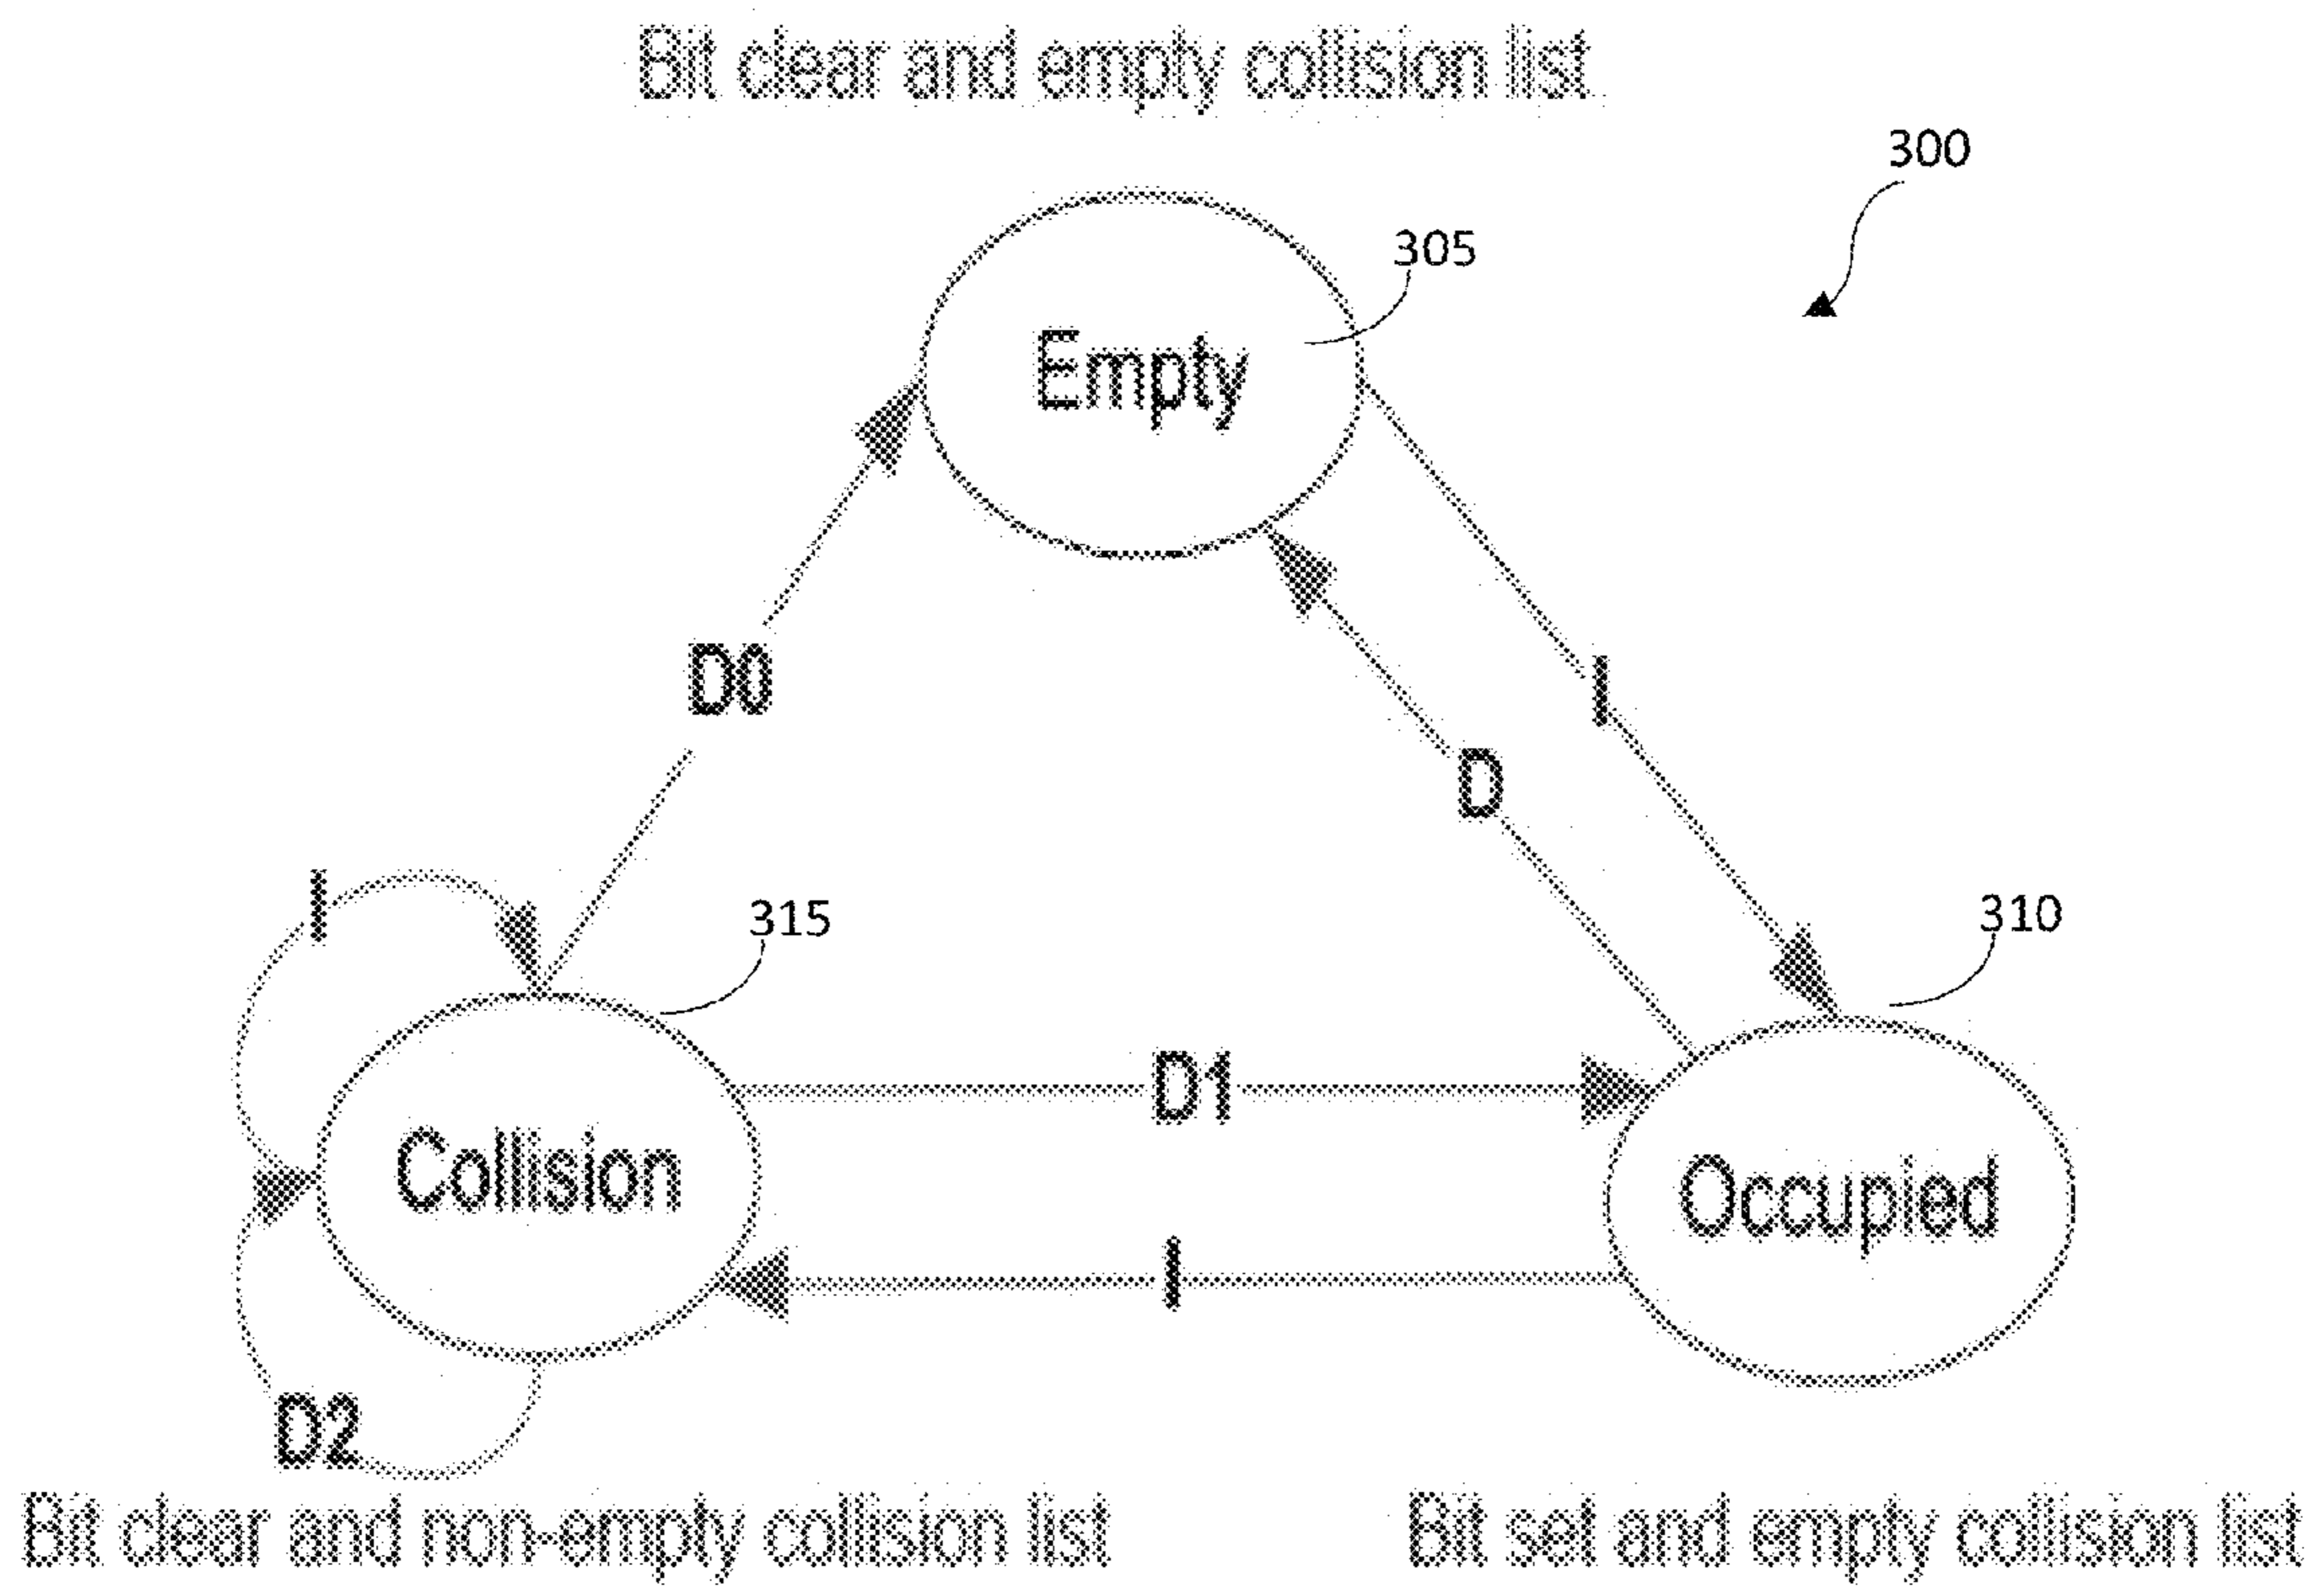 Bit clear and empty collision list
300
305
Empty
D0
I
D
I
315
310
D1
Collision
Occupied
I
D2
Bit clear and non-empty collision list
Bit set and empty collision list